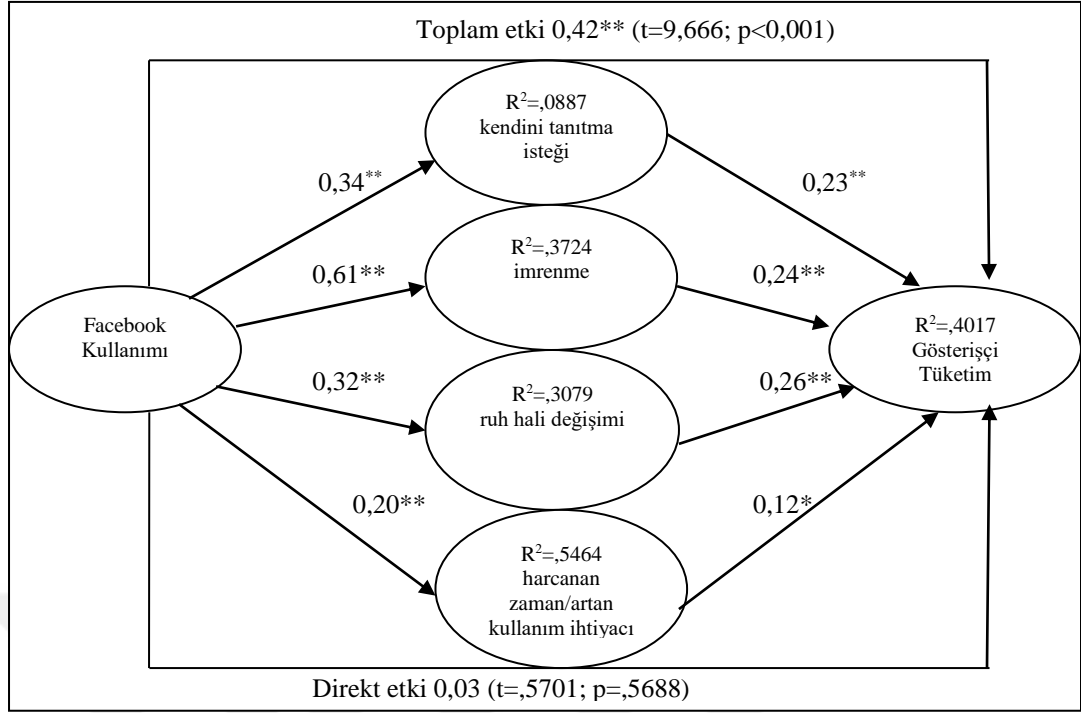 Toplam etki 0,42** (t=9,666; p<0,001)
R²=,0887
kendini tanıtma
isteği
0,34**
0,23**
R²=,3724
imrenme
0,61**
0,24**
Facebook
Kullanımı
R²=,4017
Gösterişçi
Tüketim
R²=,3079
ruh hali değişimi
0,32**
0,26**
0,20**
0,12*
R²=,5464
harcanan
zaman/artan
kullanım ihtiyacı
Direkt etki 0,03 (t=,5701; p=,5688)